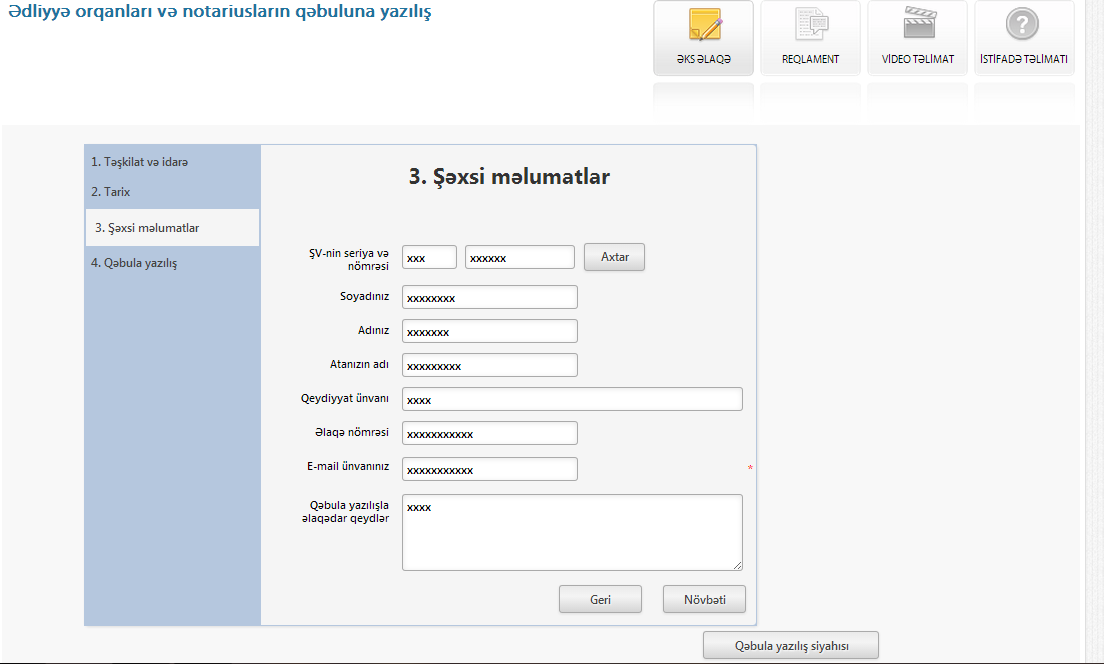 Ədliyyə orqanları və notariusların qəbuluna yazılış
ƏKS ƏLAQƏ
REQLAMENT
VİDEO TƏLİMAT
İSTİFADƏ TƏLİMATI
1. Təşkilat və idarə
2. Tarix
3. Şəxsi məlumatlar
4. Qəbula yazılış
3. Şəxsi məlumatlar
ŞV-nin seriya və
nömrəsi
xxx
xxxxxx
Axtar
Soyadınız
xxxxxxxx
Adınız
xxxxxxx
Atanızın adı
xxxxxxxxx
Qeydiyyat ünvanı
xxxx
Əlaqə nömrəsi
xxxxxxxxxxx
E-mail ünvanınız
xxxxxxxxxxx
*
Qəbula yazılışla
əlaqədar qeydlər
xxxx
Geri
Növbəti
Qəbula yazılış siyahısı